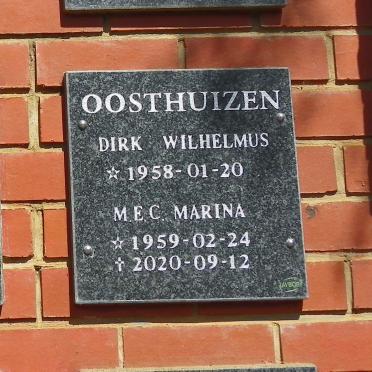 OOSTHUIZEN
DIRK WILHELMUS
☆ 1958-01-20
M.E.C. MARINA
☆ 1959-02-24
† 2020-09-12